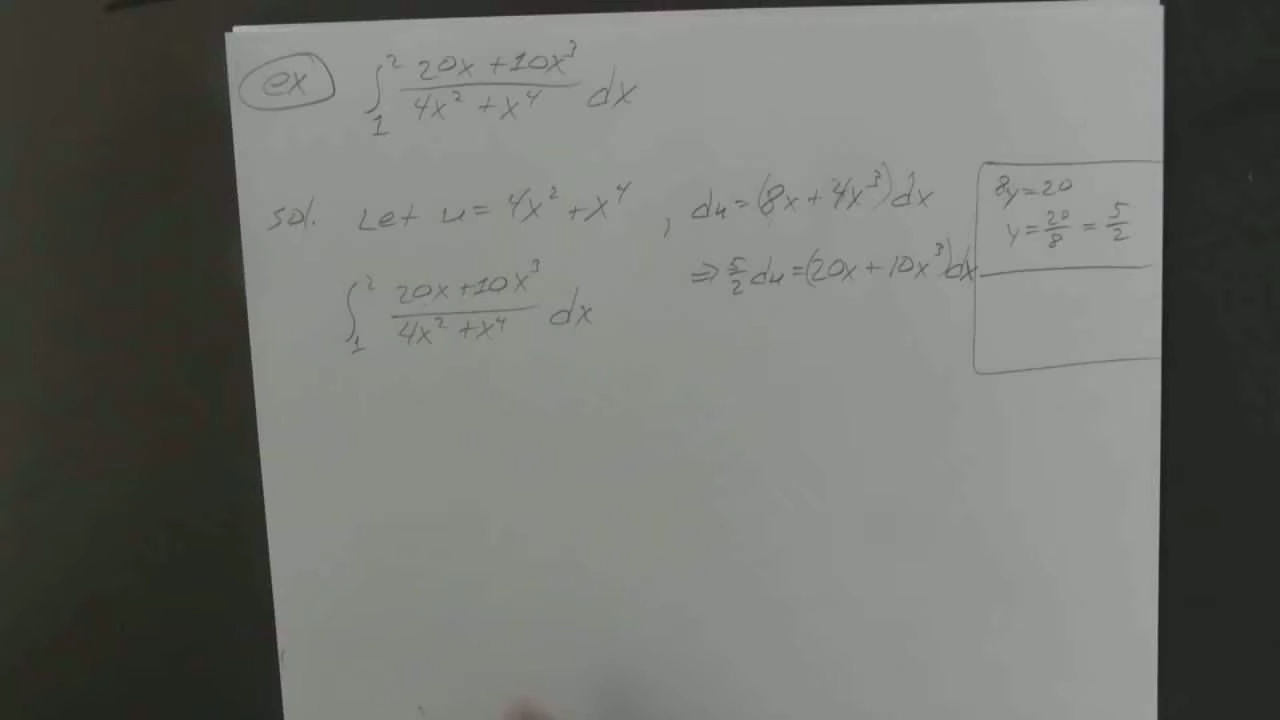 ex ∫₁² (20x + 10x³)/(4x² + x⁴) dx
sol. Let u = 4x² + x⁴ , du = (8x + 4x³)dx
⇒ 5/2 du = (20x + 10x³)dx
∫₁² (20x + 10x³)/(4x² + x⁴) dx
8y = 20
y = 20/8 = 5/2